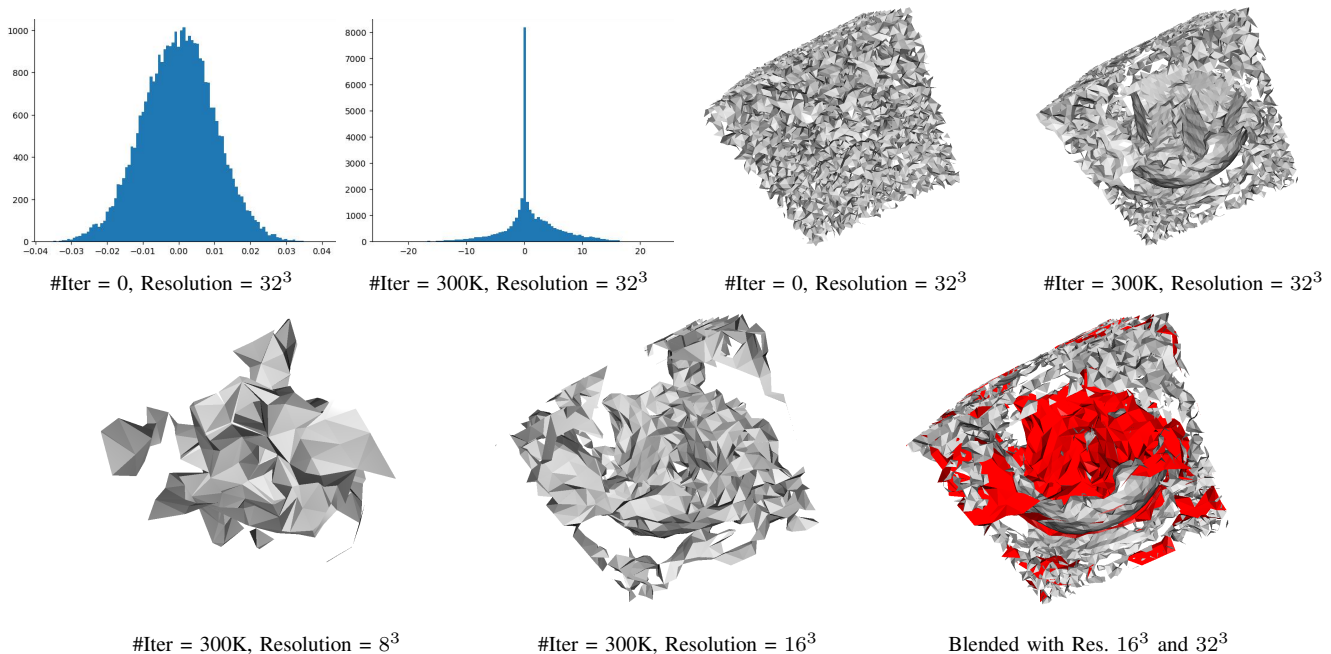 1000
800
600
400
200
0
−0.04 −0.03 −0.02 −0.01 0.00 0.01 0.02 0.03 0.04
8000
7000
6000
5000
4000
3000
2000
1000
0
−20 −10 0 10 20
#Iter = 0, Resolution = 32³
#Iter = 300K, Resolution = 32³
#Iter = 0, Resolution = 32³
#Iter = 300K, Resolution = 32³
#Iter = 300K, Resolution = 8³
#Iter = 300K, Resolution = 16³
Blended with Res. 16³ and 32³